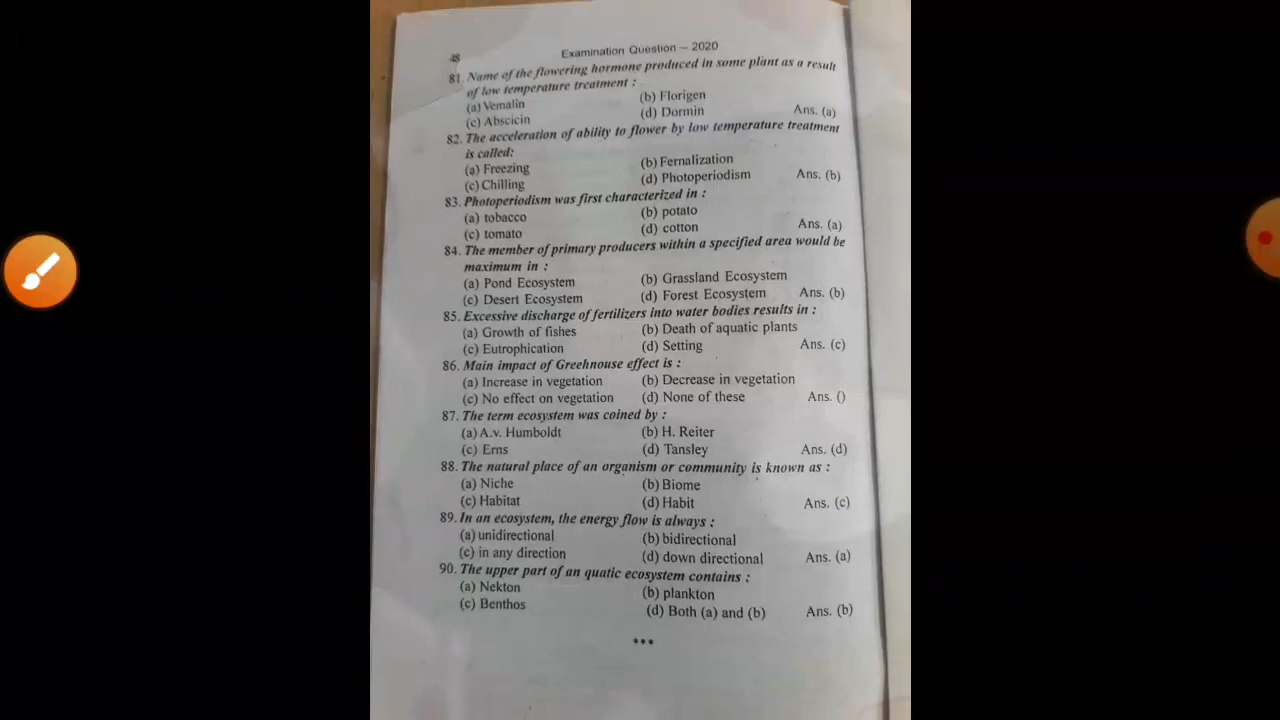 48
Examination Question – 2020
81. Name of the flowering hormone produced in some plant as a result
of low temperature treatment :
(a) Vernalin (b) Florigen
(c) Abscicin (d) Dormin Ans. (a)
82. The acceleration of ability to flower by low temperature treatment
is called:
(a) Freezing (b) Fernalization
(c) Chilling (d) Photoperiodism Ans. (b)
83. Photoperiodism was first characterized in :
(a) tobacco (b) potato
(c) tomato (d) cotton Ans. (a)
84. The member of primary producers within a specified area would be
maximum in :
(a) Pond Ecosystem (b) Grassland Ecosystem
(c) Desert Ecosystem (d) Forest Ecosystem Ans. (b)
85. Excessive discharge of fertilizers into water bodies results in :
(a) Growth of fishes (b) Death of aquatic plants
(c) Eutrophication (d) Setting Ans. (c)
86. Main impact of Greehnouse effect is :
(a) Increase in vegetation (b) Decrease in vegetation
(c) No effect on vegetation (d) None of these Ans. ()
87. The term ecosystem was coined by :
(a) A.v. Humboldt (b) H. Reiter
(c) Erns (d) Tansley Ans. (d)
88. The natural place of an organism or community is known as :
(a) Niche (b) Biome
(c) Habitat (d) Habit Ans. (c)
89. In an ecosystem, the energy flow is always :
(a) unidirectional (b) bidirectional
(c) in any direction (d) down directional Ans. (a)
90. The upper part of an quatic ecosystem contains :
(a) Nekton (b) plankton
(c) Benthos (d) Both (a) and (b) Ans. (b)
***